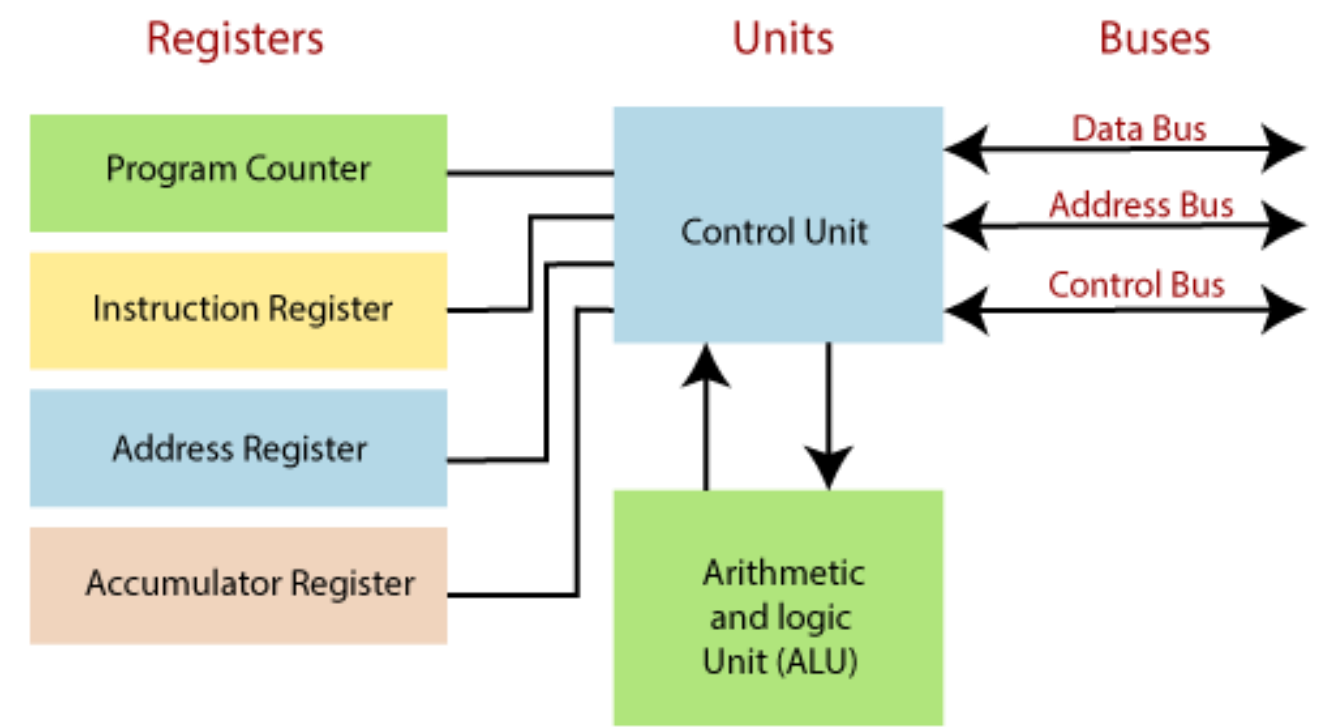 Registers
Units
Buses
Program Counter
Instruction Register
Address Register
Accumulator Register
Control Unit
Arithmetic
and logic
Unit (ALU)
Data Bus
Address Bus
Control Bus